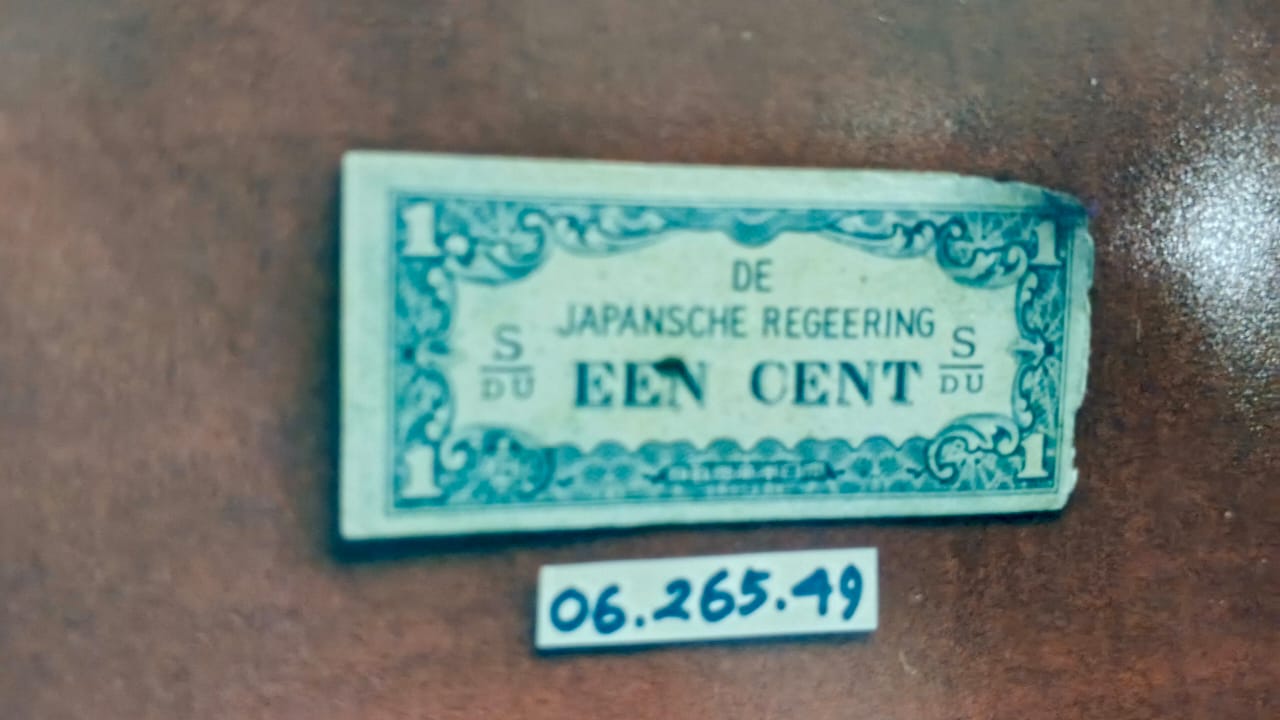 1 1
DE
JAPANSCHE REGEERING
S EEN CENT S
DU DU
1 1
06.265.49